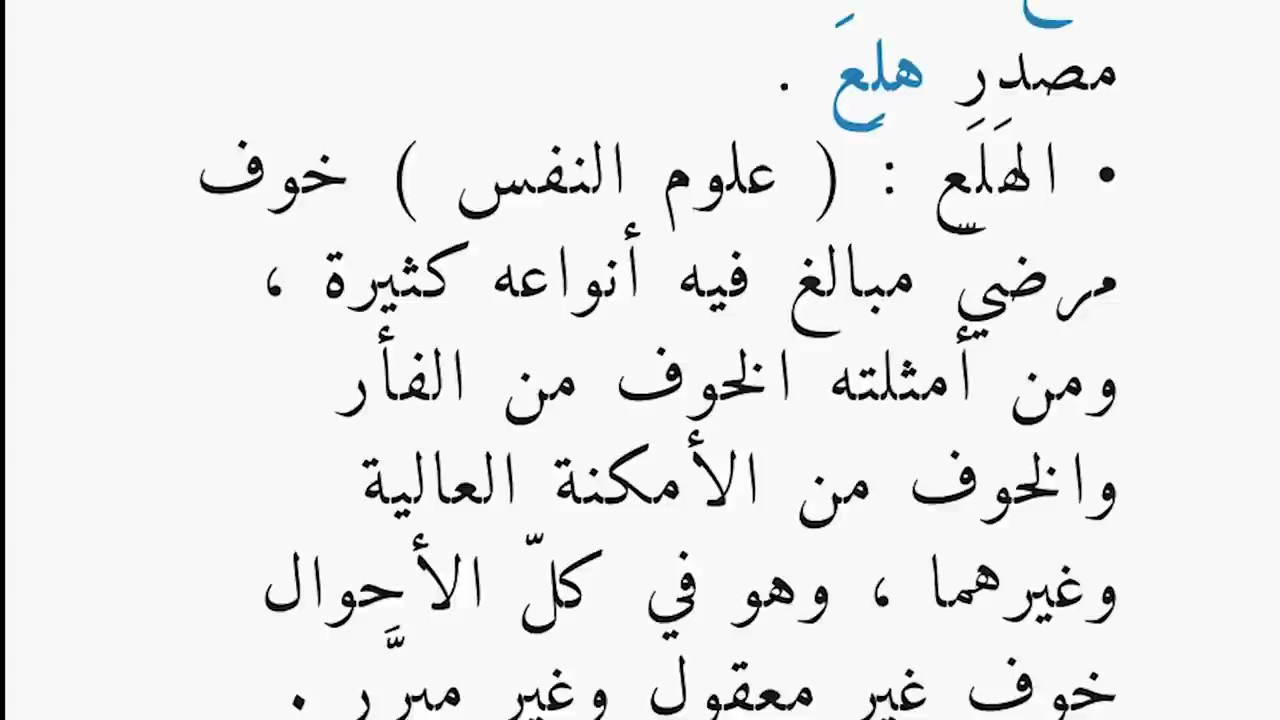 مصدر هلِعَ .
• الهَلَع : ( علوم النفس ) خوف
مرضيّ مبالغ فيه أنواعه كثيرة ،
ومن أمثلته الخوف من الفأر
والخوف من الأمكنة العالية
وغيرهما ، وهو في كلّ الأحوال
خوف غير معقول وغير مبرَّر .